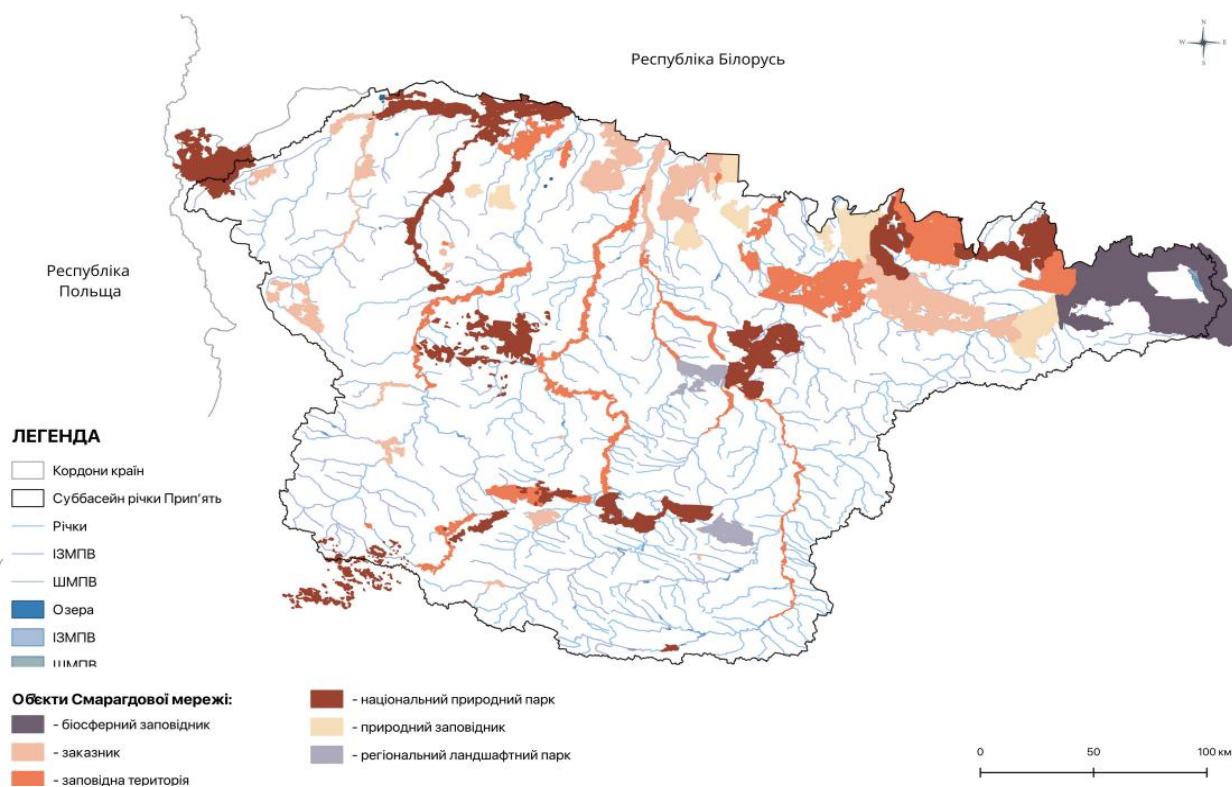 Республіка Білорусь
N
W E
S
Республіка
Польща
ЛЕГЕНДА
Кордони країн
Суббасейн річки Прип'ять
Річки
ІЗМПВ
ШМПВ
Озера
ІЗМПВ
ШМПВ
Об'єкти Смарагдової мережі:
- біосферний заповідник
- заказник
- заповідна територія
- національний природний парк
- природний заповідник
- регіональний ландшафтний парк
0 50 100 км